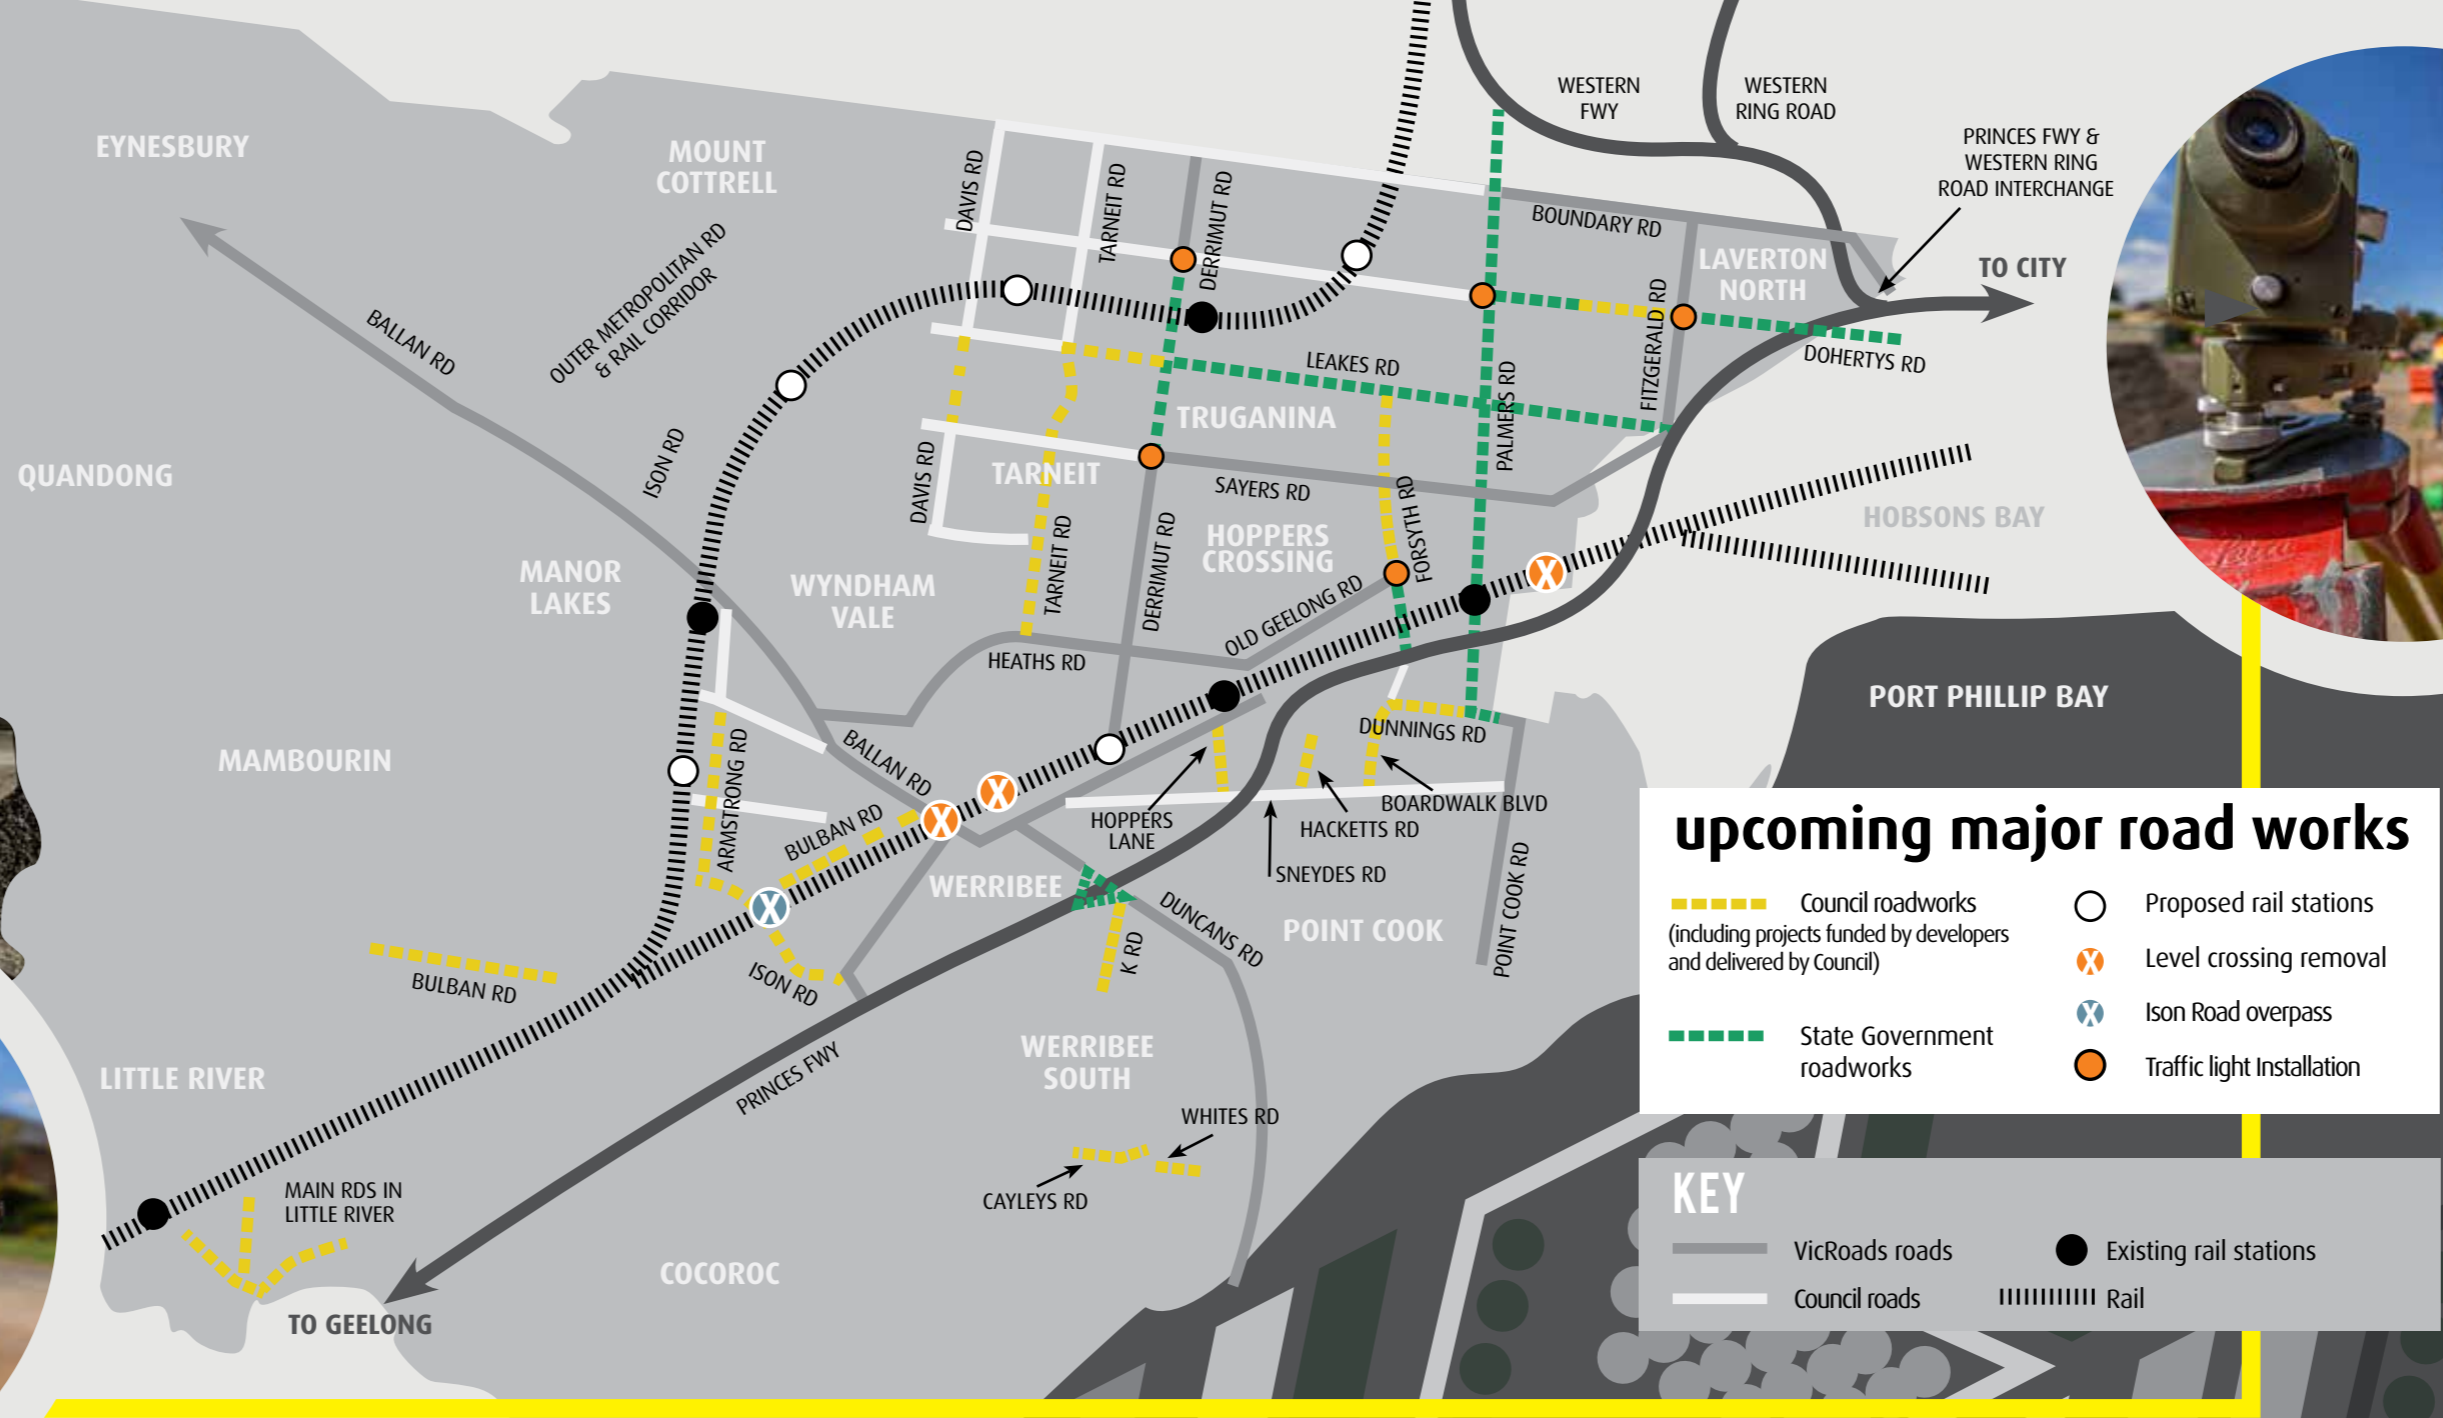 WESTERN
FWY
WESTERN
RING ROAD
PRINCES FWY &
WESTERN RING
ROAD INTERCHANGE
EYNESBURY
MOUNT
COTTRELL
DAVIS RD
TARNEIT RD
DERRIMUT RD
BOUNDARY RD
LAVERTON
NORTH
TO CITY
OUTER METROPOLITAN RD
& RAIL CORRIDOR
BALLAN RD
LEAKES RD
FITZGERALD RD
DOHERTYS RD
PALMERS RD
TRUGANINA
ISON RD
QUANDONG
DAVIS RD
TARNEIT
SAYERS RD
FORSYTH RD
HOBSONS BAY
HOPPERS
CROSSING
MANOR
LAKES
WYNDHAM
VALE
TARNEIT RD
DERRIMUT RD
OLD GEELONG RD
HEATHS RD
PORT PHILLIP BAY
MAMBOURIN
ARMSTRONG RD
BALLAN RD
DUNNINGS RD
BULBAN RD
HOPPERS
LANE
BOARDWALK BLVD
HACKETTS RD
SNEYDES RD
POINT COOK RD
WERRIBEE
DUNCANS RD
POINT COOK
K RD
BULBAN RD
ISON RD
LITTLE RIVER
PRINCES FWY
WERRIBEE
SOUTH
WHITES RD
CAYLEYS RD
MAIN RDS IN
LITTLE RIVER
COCOROC
TO GEELONG
upcoming major road works
Council roadworks
(including projects funded by developers
and delivered by Council)
State Government
roadworks
Proposed rail stations
Level crossing removal
Ison Road overpass
Traffic light Installation
KEY
VicRoads roads
Council roads
Existing rail stations
Rail